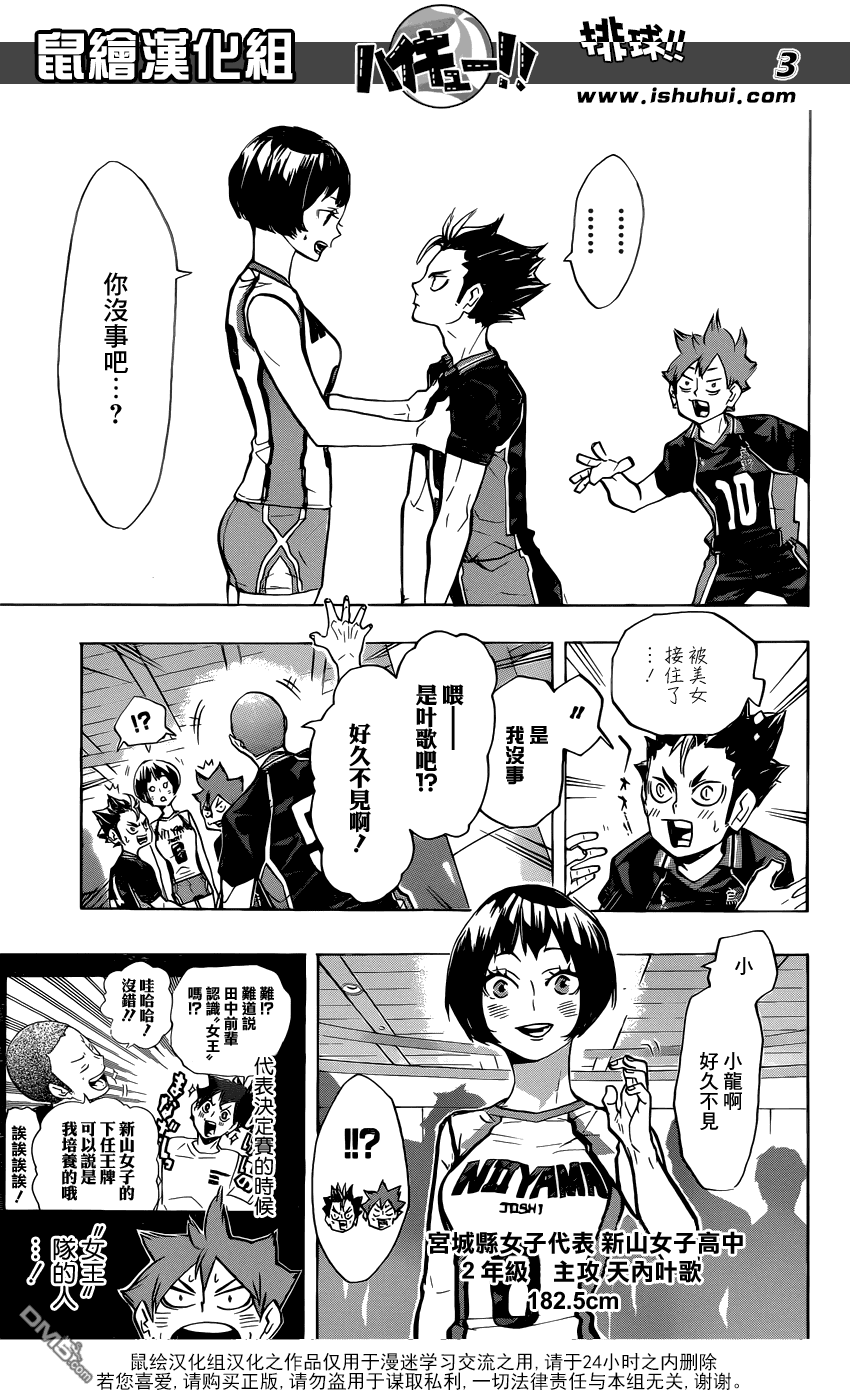 鼠繪漢化組
ハイキュー!!
排球!!
3
www.ishuhui.com
………
你沒事吧…?
10
被美女
接住了
…!
〃
是
我沒事
喂——
是叶歌吧!?
好久不見啊!
!?
小
小龍啊
好久不見
!!?
NIIYAMA
JOSHI
宮城縣女子代表 新山女子高中
2年級 主攻 天內叶歌
182.5cm
代表決定賽的時候
難!?
難道說
田中前輩
認識〝女王〞
嗎!?
哇哈哈!
沒錯!!
新山女子的
下任王牌
可以說是
我培養的哦
誒誒誒誒!
〝女王〞
隊的人
…!
鼠绘汉化组汉化之作品仅用于漫迷学习交流之用, 请于24小时之内删除
若您喜爱, 请购买正版, 请勿盗用于谋取私利, 一切法律责任与本组无关, 谢谢。